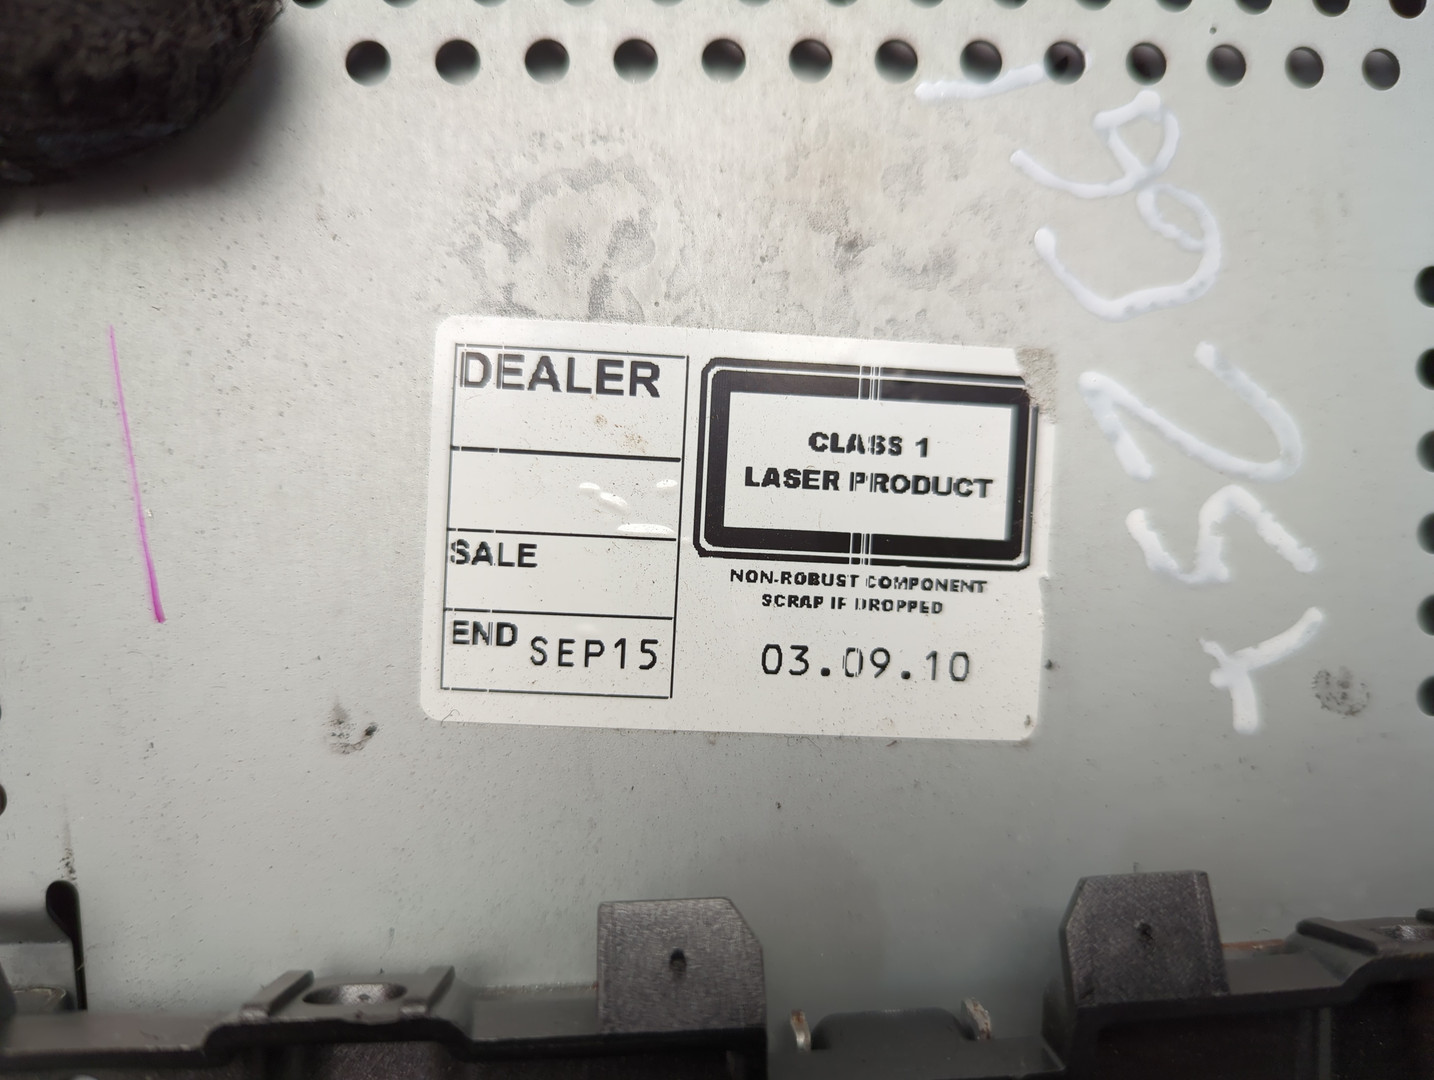 DEALER
SALE
END SEP15
CLASS 1
LASER PRODUCT
NON-ROBUST COMPONENT
SCRAP IF DROPPED
03.09.10